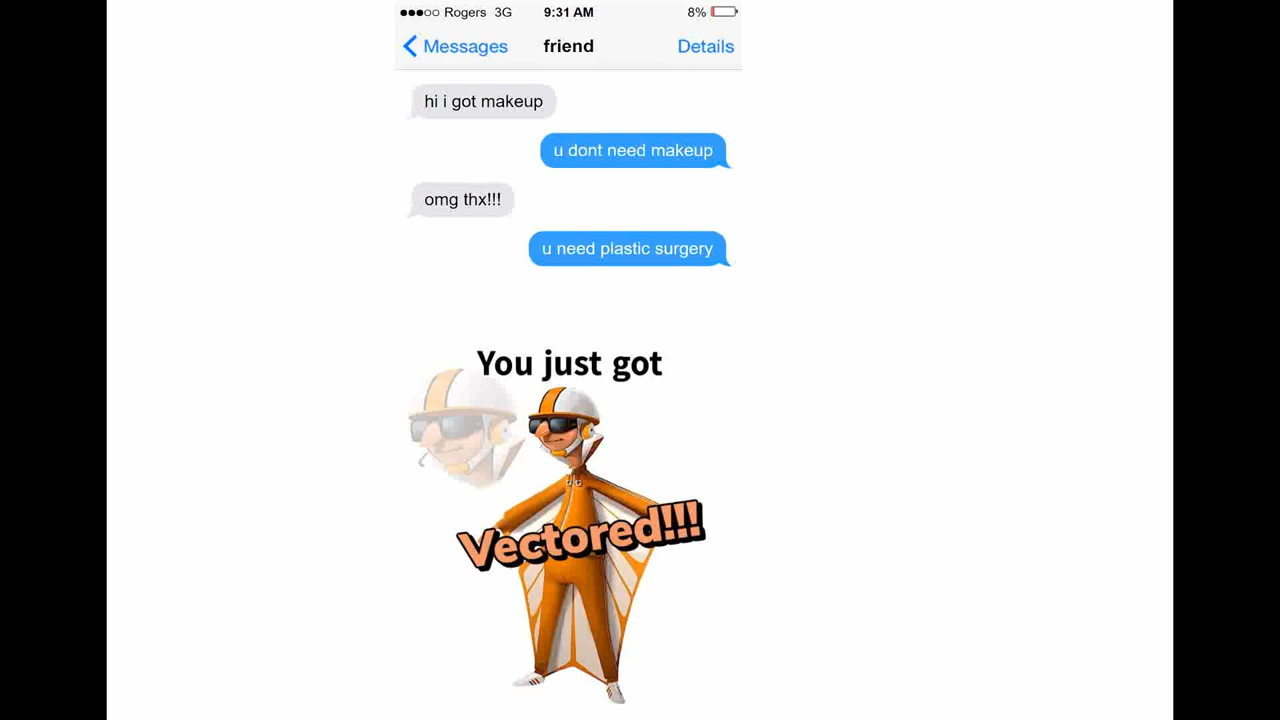 Rogers 3G 9:31 AM 8%
Messages friend Details
hi i got makeup
u dont need makeup
omg thx!!!
u need plastic surgery
You just got
Vectored!!!